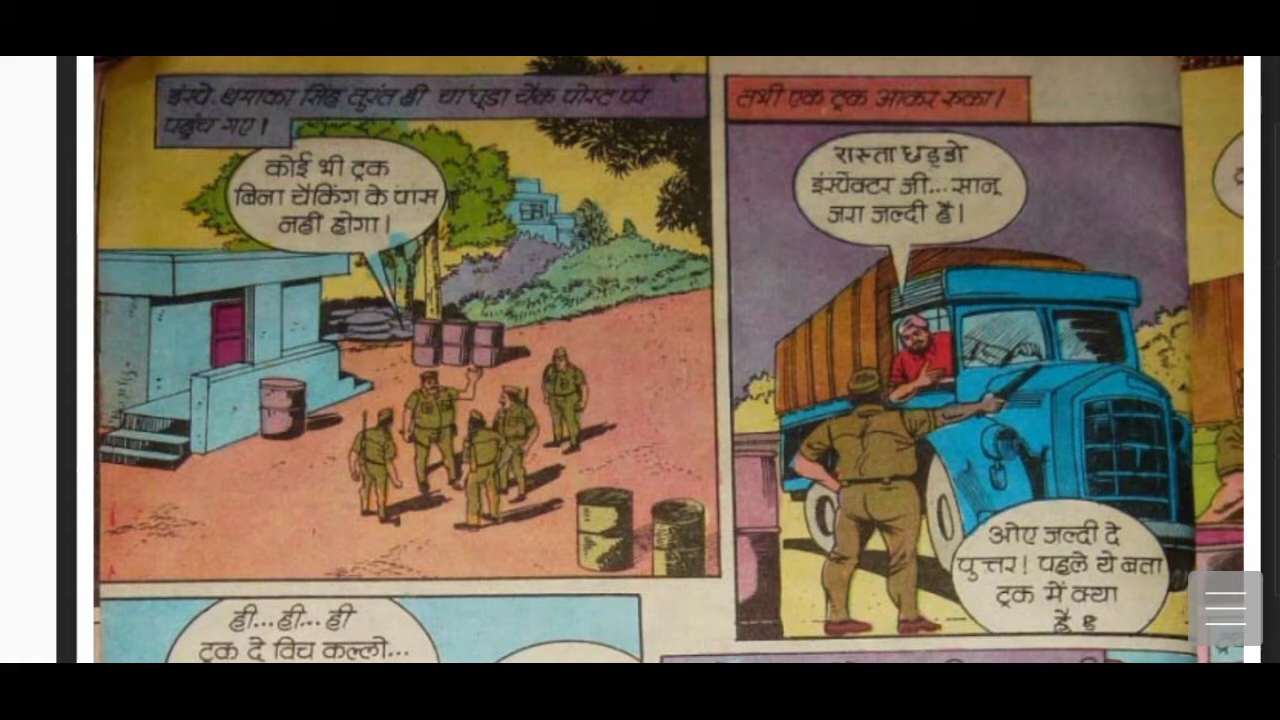 इंस्पे. धमाका सिंह तुरंत ही चांघ्डा चैक पोस्ट पर
पहुंच गए।
कोई भी ट्रक
बिना चैकिंग के पास
नहीं होगा।
तभी एक ट्रक आकर रुका।
रास्ता छड्डो
इंस्पेक्टर जी... सानू
जरा जल्दी है।
ओए जल्दी दे
पुत्तर! पहले ये बता
ट्रक में क्या
है?
ही...ही...ही
ट्रक दे विच कल्लो...